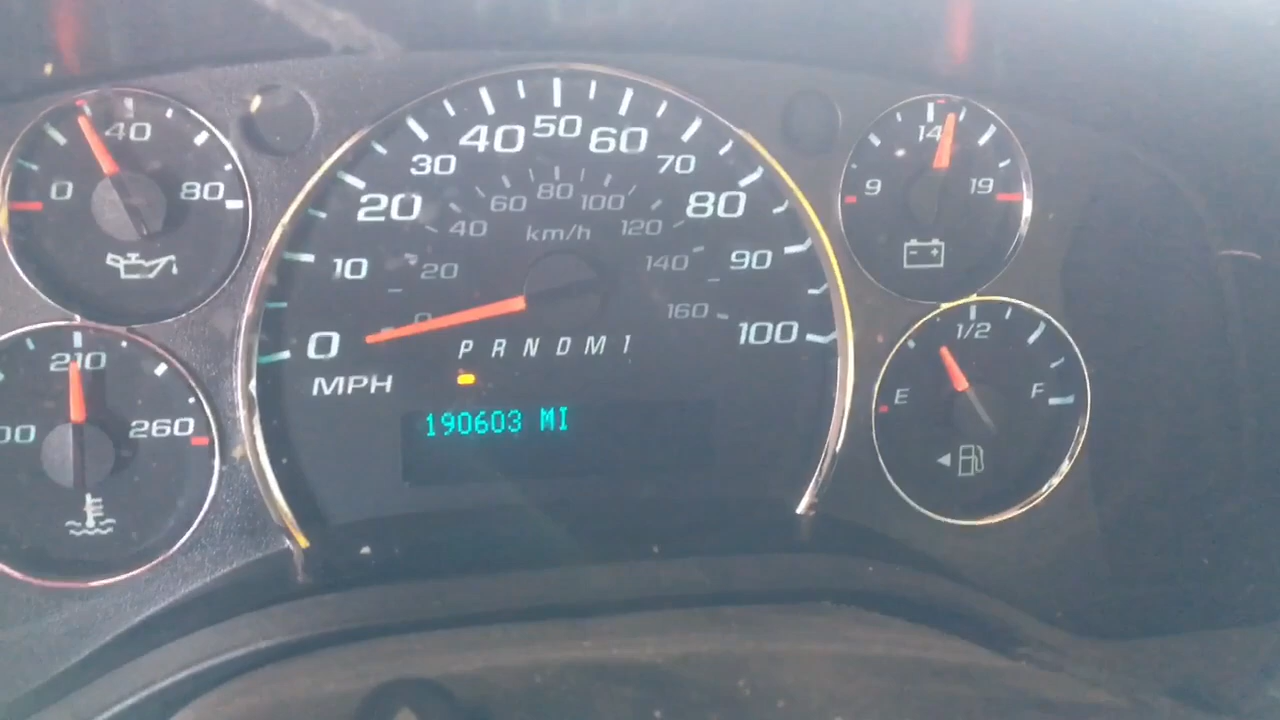 0 40 80
210 260
0 10 20 30 40 50 60 70 80 90 100
20 40 60 80 100 120 140 160
km/h
MPH
P R N D M 1
190603 MI
9 14 19
E 1/2 F